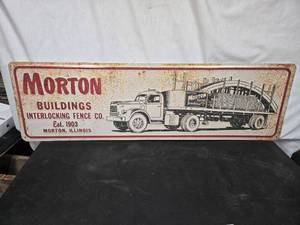 MORTON
BUILDINGS
INTERLOCKING FENCE CO.
Est. 1903
MORTON, ILLINOIS